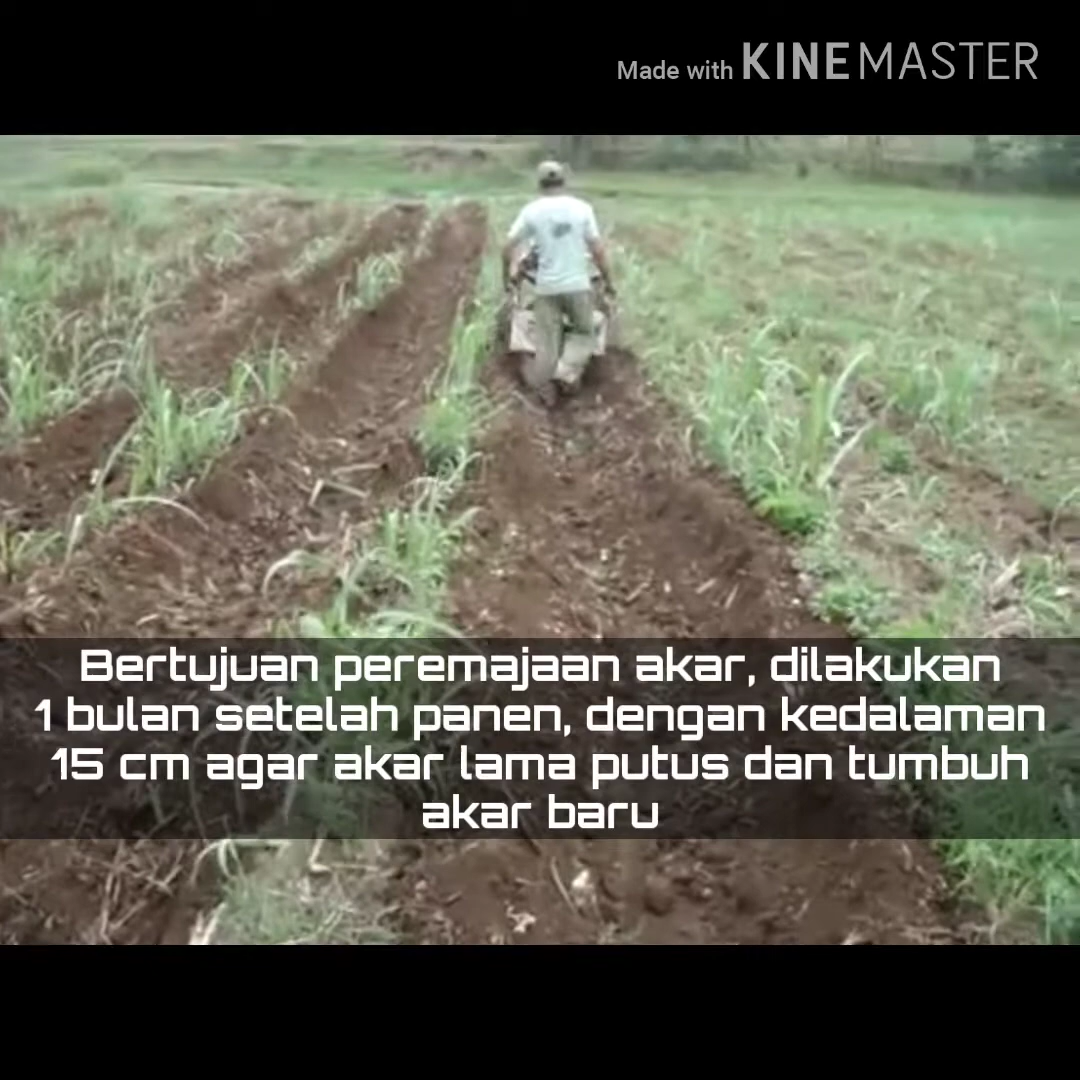 Made with KINEMASTER
Bertujuan peremajaan akar, dilakukan
1 bulan setelah panen, dengan kedalaman
15 cm agar akar lama putus dan tumbuh
akar baru